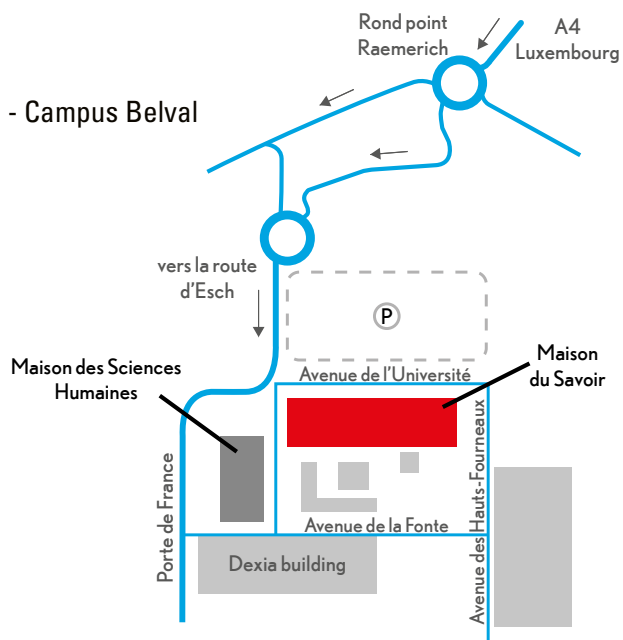 Rond point
Raemerich
A4
Luxembourg
- Campus Belval
vers la route
d'Esch
P
Maison des Sciences
Humaines
Avenue de l'Université
Maison
du Savoir
Porte de France
Avenue des Hauts-Fourneaux
Avenue de la Fonte
Dexia building